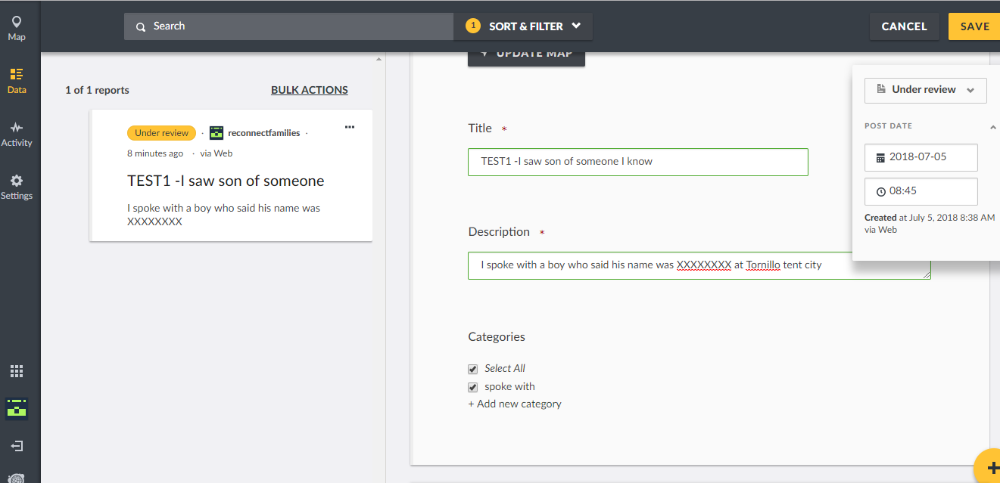 Map
Data
Activity
Settings
Search
1 SORT & FILTER
CANCEL
SAVE
1 of 1 reports
BULK ACTIONS
Under review · reconnectfamilies ·
8 minutes ago · via Web
TEST1 -I saw son of someone
I spoke with a boy who said his name was
XXXXXXXX
UPDATE MAP
Title *
TEST1 -I saw son of someone I know
Description *
I spoke with a boy who said his name was XXXXXXXX at Tornillo tent city
Categories
Select All
spoke with
+ Add new category
Under review
POST DATE
2018-07-05
08:45
Created at July 5, 2018 8:38 AM
via Web